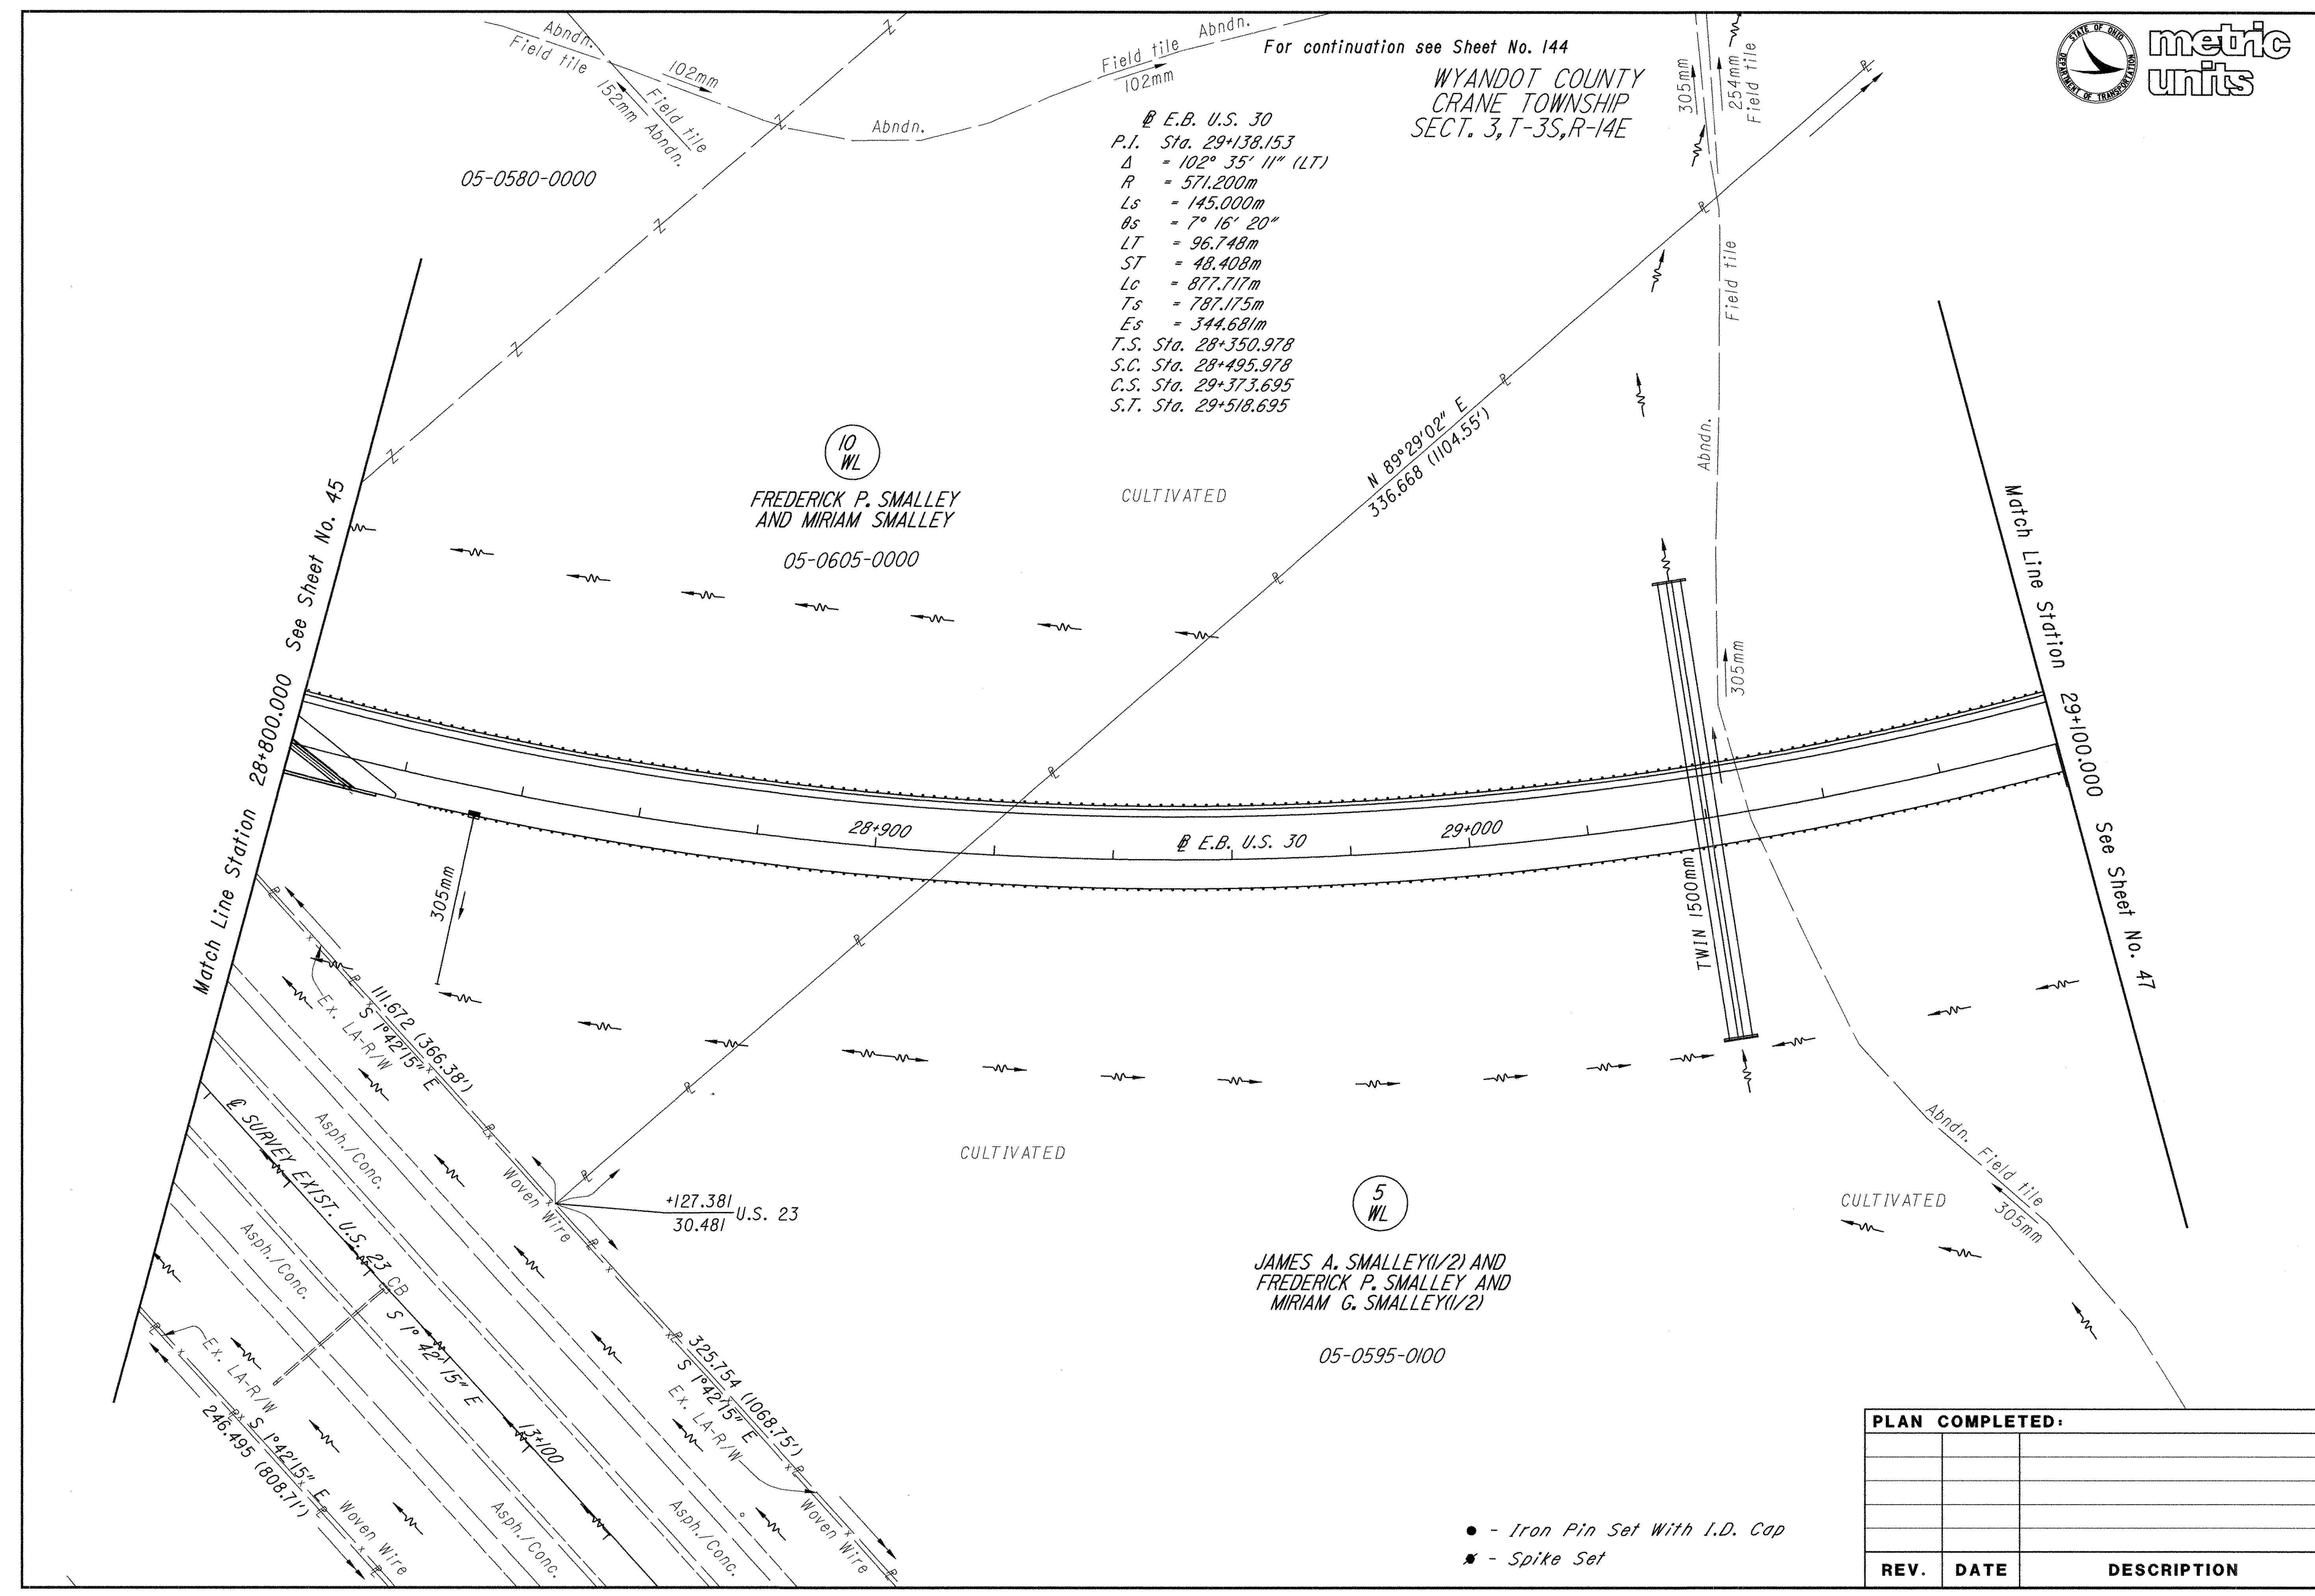 Abndn.
Field tile
102mm
152mm Abndn.
Field tile
Abndn.
Field tile Abndn.
102mm
For continuation see Sheet No. 144
WYANDOT COUNTY
CRANE TOWNSHIP
SECT. 3, T-3S, R-14E
305mm
254mm
Field tile
STATE OF OHIO
DEPARTMENT OF TRANSPORTATION
metric
units
05-0580-0000
℄ E.B. U.S. 30
P.I. Sta. 29+138.153
Δ = 102° 35' 11" (LT)
R = 571.200m
Ls = 145.000m
θs = 7° 16' 20"
LT = 96.748m
ST = 48.408m
Lc = 877.717m
Ts = 787.175m
Es = 344.681m
T.S. Sta. 28+350.978
S.C. Sta. 28+495.978
C.S. Sta. 29+373.695
S.T. Sta. 29+518.695
Field tile
Abndn.
N 89°29'02" E
336.668 (1104.55')
10
WL
FREDERICK P. SMALLEY
AND MIRIAM SMALLEY
05-0605-0000
CULTIVATED
Match Line Station 28+800.000 See Sheet No. 45
Match Line Station 29+100.000 See Sheet No. 47
305mm
28+900
℄ E.B. U.S. 30
29+000
TWIN 1500mm
305mm
Ex. LA-R/W
111.672 (366.38')
S 1°42'15" E
℄ SURVEY EXIST. U.S. 23
Asph./Conc.
Asph./Conc.
CB
S 1° 42' 15" E
13+100
Woven Wire
+127.381
30.481
U.S. 23
CULTIVATED
5
WL
JAMES A. SMALLEY(1/2) AND
FREDERICK P. SMALLEY AND
MIRIAM G. SMALLEY(1/2)
05-0595-0100
Abndn. Field tile
305mm
CULTIVATED
Ex. LA-R/W
S 1°42'15" E
246.495 (808.71')
Woven Wire
325.754 (1068.75')
S 1°42'15" E
Ex. LA-R/W
Asph./Conc.
Asph./Conc.
Woven Wire
● - Iron Pin Set With I.D. Cap
- Spike Set
PLAN COMPLETED:
REV. DATE DESCRIPTION